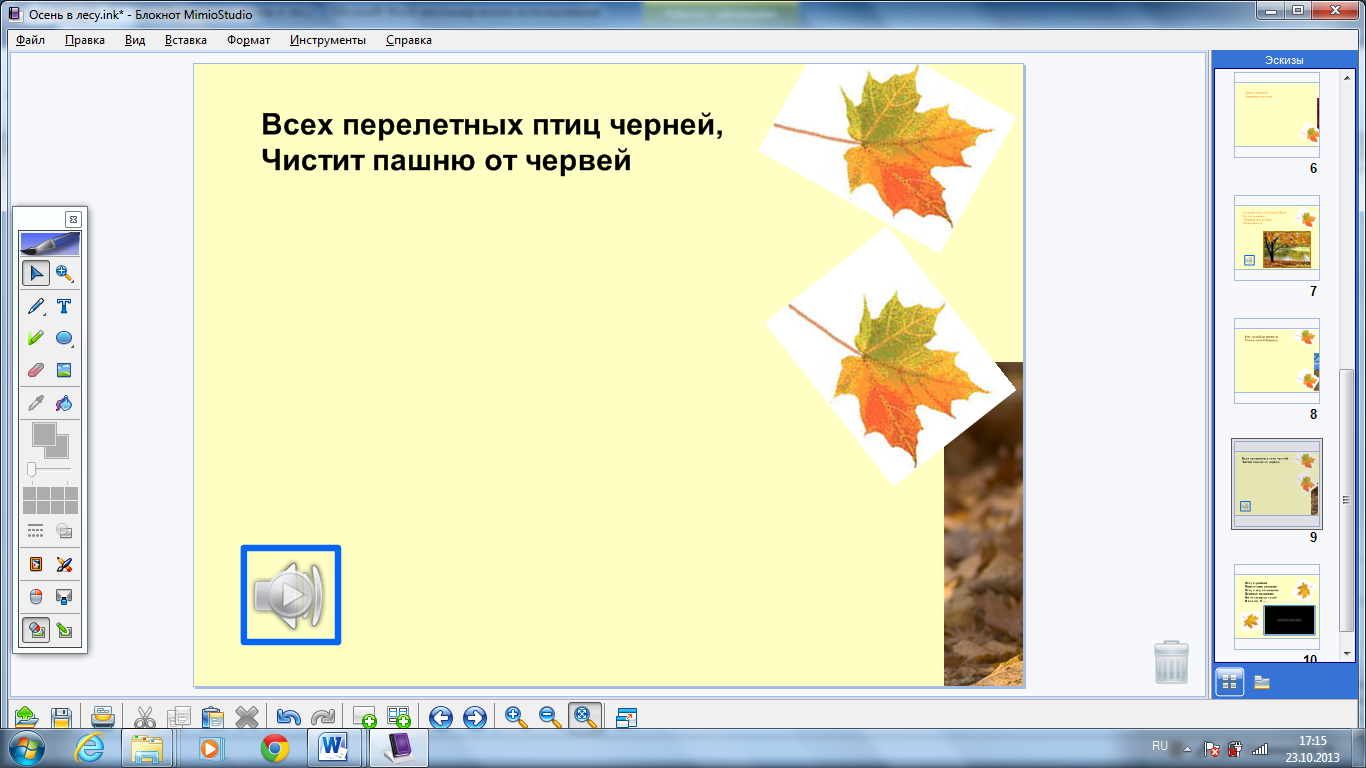 Осень в лесу.ink* - Блокнот MimioStudio
Файл Правка Вид Вставка Формат Инструменты Справка
Эскизы
Всех перелетных птиц черней,
Чистит пашню от червей
6
7
8
9
10
RU
17:15
23.10.2013